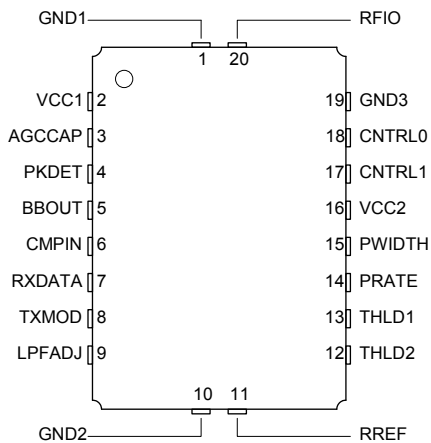 GND1 RFIO
1 20
VCC1 2 19 GND3
AGCCAP 3 18 CNTRL0
PKDET 4 17 CNTRL1
BBOUT 5 16 VCC2
CMPIN 6 15 PWIDTH
RXDATA 7 14 PRATE
TXMOD 8 13 THLD1
LPFADJ 9 12 THLD2
10 11
GND2 RREF